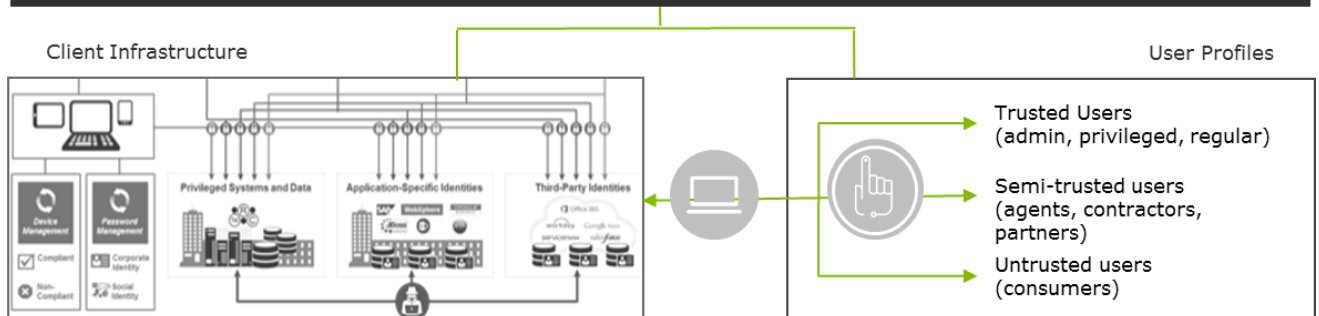 Client Infrastructure
User Profiles
Privileged Systems and Data
Application-Specific Identities
Third-Party Identities
Device
Management
Password
Management
Compliant
Corporate
Identity
Non-
Compliant
Social
Identity
SAP
WebSphere
Office 365
workday
servicenow
salesforce
Trusted Users
(admin, privileged, regular)
Semi-trusted users
(agents, contractors,
partners)
Untrusted users
(consumers)